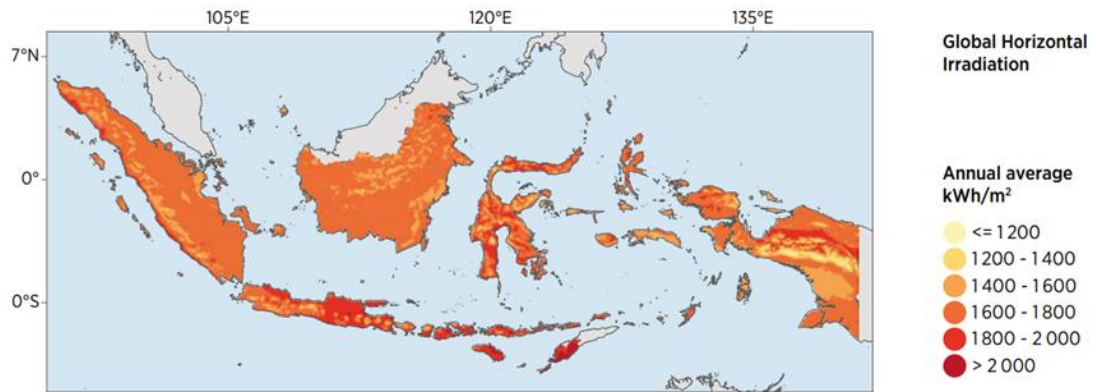 105°E 120°E 135°E
7°N
0°
0°S
Global Horizontal
Irradiation
Annual average
kWh/m²
<= 1200
1200 - 1400
1400 - 1600
1600 - 1800
1800 - 2 000
> 2 000